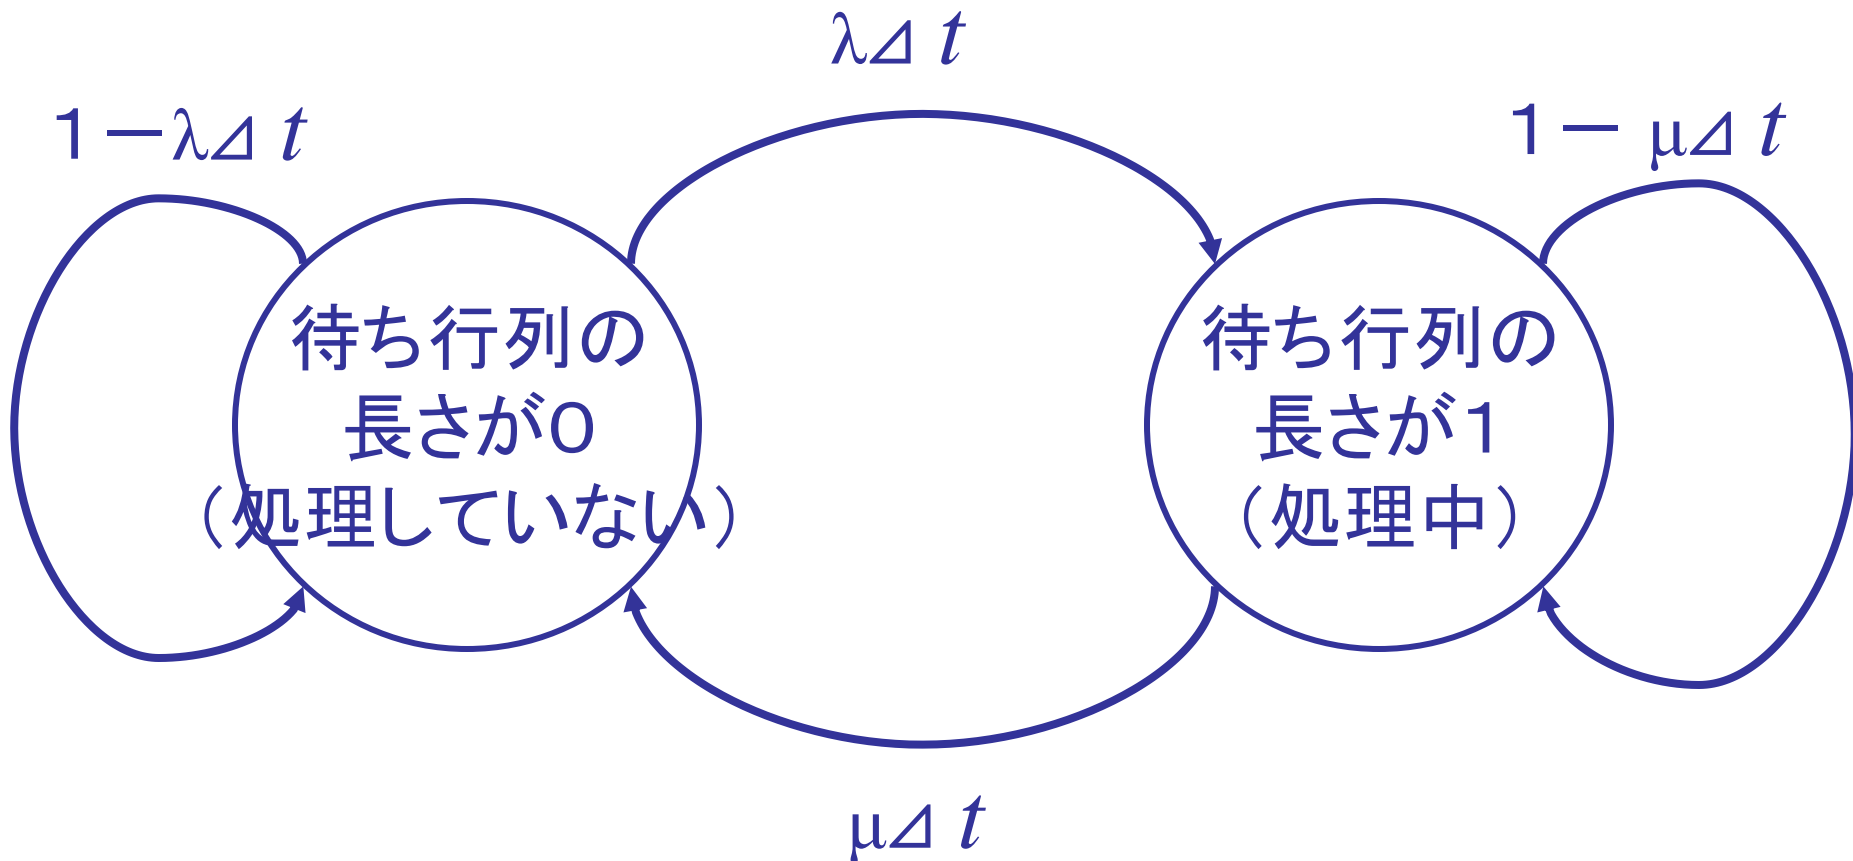 λ⊿t
1－λ⊿t
1－μ⊿t
待ち行列の
長さが0
（処理していない）
待ち行列の
長さが1
（処理中）
μ⊿t